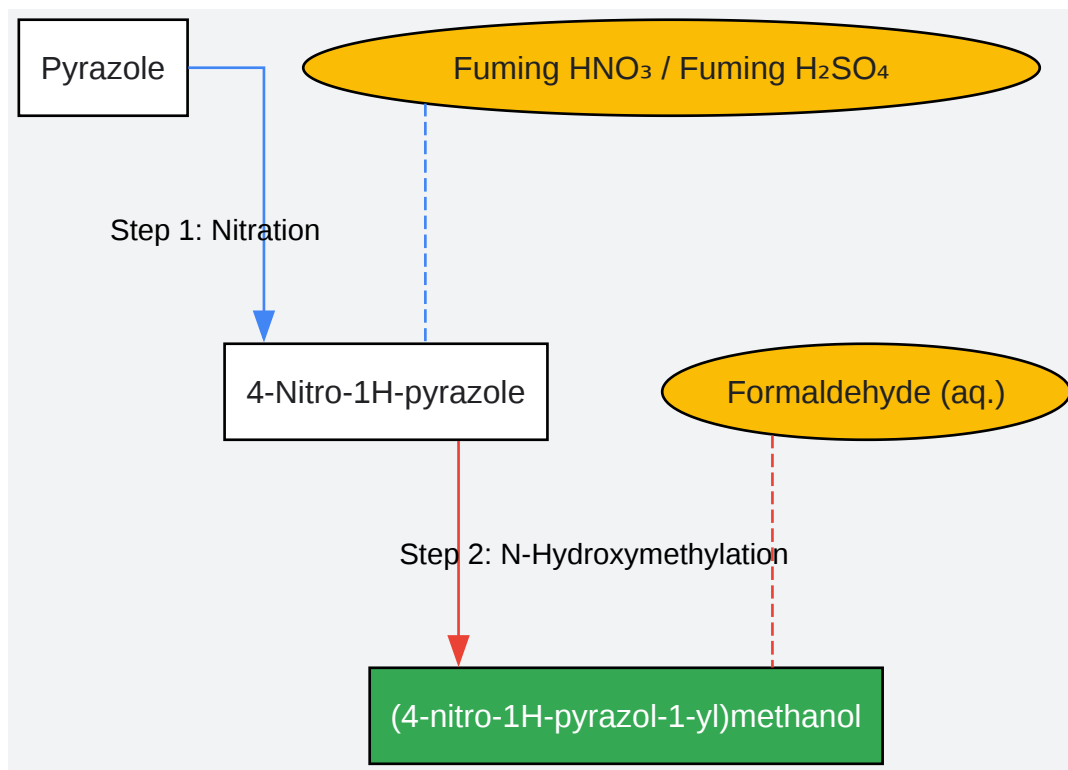 Pyrazole
Fuming HNO₃ / Fuming H₂SO₄
Step 1: Nitration
4-Nitro-1H-pyrazole
Formaldehyde (aq.)
Step 2: N-Hydroxymethylation
(4-nitro-1H-pyrazol-1-yl)methanol